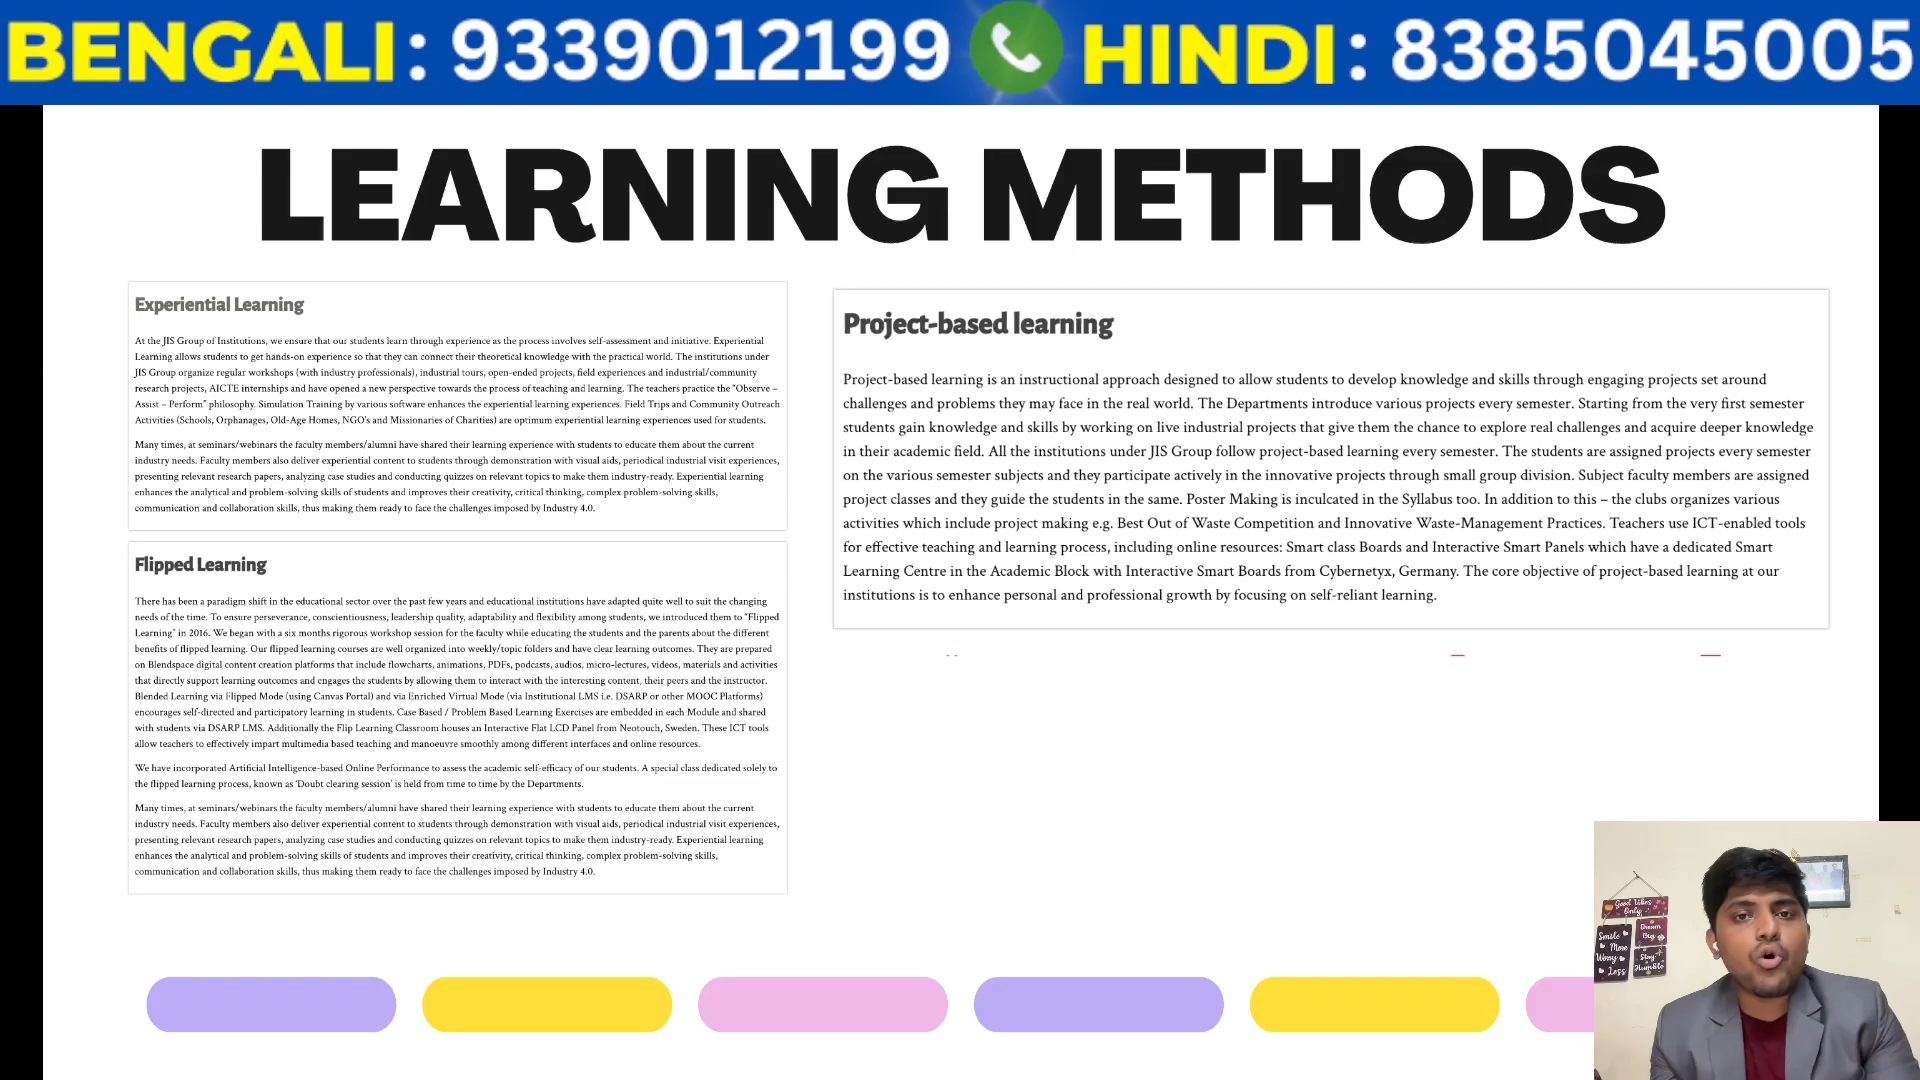 BENGALI: 9339012199 HINDI: 8385045005
LEARNING METHODS
Experiential Learning
At the JIS Group of Institutions, we ensure that our students learn through experience as the process involves self-assessment and initiative. Experiential
Learning allows students to get hands-on experience so that they can connect their theoretical knowledge with the practical world. The institutions under
JIS Group organize regular workshops (with industry professionals), industrial tours, open-ended projects, field experiences and industrial/community
research projects, AICTE internships and have opened a new perspective towards the process of teaching and learning. The teachers practice the "Observe –
Assist – Perform" philosophy. Simulation Training by various software enhances the experiential learning experiences. Field Trips and Community Outreach
Activities (Schools, Orphanages, Old-Age Homes, NGO's and Missionaries of Charities) are optimum experiential learning experiences used for students.
Many times, at seminars/webinars the faculty members/alumni have shared their learning experience with students to educate them about the current
industry needs. Faculty members also deliver experiential content to students through demonstration with visual aids, periodical industrial visit experiences,
presenting relevant research papers, analyzing case studies and conducting quizzes on relevant topics to make them industry-ready. Experiential learning
enhances the analytical and problem-solving skills of students and improves their creativity, critical thinking, complex problem-solving skills,
communication and collaboration skills, thus making them ready to face the challenges imposed by Industry 4.0.
Flipped Learning
There has been a paradigm shift in the educational sector over the past few years and educational institutions have adapted quite well to suit the changing
needs of the time. To ensure perseverance, conscientiousness, leadership quality, adaptability and flexibility among students, we introduced them to "Flipped
Learning" in 2016. We began with a six months rigorous workshop session for the faculty while educating the students and the parents about the different
benefits of flipped learning. Our flipped learning courses are well organized into weekly/topic folders and have clear learning outcomes. They are prepared
on Blendspace digital content creation platforms that include flowcharts, animations, PDFs, podcasts, audios, micro-lectures, videos, materials and activities
that directly support learning outcomes and engages the students by allowing them to interact with the interesting content, their peers and the instructor.
Blended Learning via Flipped Mode (using Canvas Portal) and via Enriched Virtual Mode (via Institutional LMS i.e. DSARP or other MOOC Platforms)
encourages self-directed and participatory learning in students. Case Based / Problem Based Learning Exercises are embedded in each Module and shared
with students via DSARP LMS. Additionally the Flip Learning Classroom houses an Interactive Flat LCD Panel from Neotouch, Sweden. These ICT tools
allow teachers to effectively impart multimedia based teaching and manoeuvre smoothly among different interfaces and online resources.
We have incorporated Artificial Intelligence-based Online Performance to assess the academic self-efficacy of our students. A special class dedicated solely to
the flipped learning process, known as 'Doubt clearing session' is held from time to time by the Departments.
Many times, at seminars/webinars the faculty members/alumni have shared their learning experience with students to educate them about the current
industry needs. Faculty members also deliver experiential content to students through demonstration with visual aids, periodical industrial visit experiences,
presenting relevant research papers, analyzing case studies and conducting quizzes on relevant topics to make them industry-ready. Experiential learning
enhances the analytical and problem-solving skills of students and improves their creativity, critical thinking, complex problem-solving skills,
communication and collaboration skills, thus making them ready to face the challenges imposed by Industry 4.0.
Project-based learning
Project-based learning is an instructional approach designed to allow students to develop knowledge and skills through engaging projects set around
challenges and problems they may face in the real world. The Departments introduce various projects every semester. Starting from the very first semester
students gain knowledge and skills by working on live industrial projects that give them the chance to explore real challenges and acquire deeper knowledge
in their academic field. All the institutions under JIS Group follow project-based learning every semester. The students are assigned projects every semester
on the various semester subjects and they participate actively in the innovative projects through small group division. Subject faculty members are assigned
project classes and they guide the students in the same. Poster Making is inculcated in the Syllabus too. In addition to this – the clubs organizes various
activities which include project making e.g. Best Out of Waste Competition and Innovative Waste-Management Practices. Teachers use ICT-enabled tools
for effective teaching and learning process, including online resources: Smart class Boards and Interactive Smart Panels which have a dedicated Smart
Learning Centre in the Academic Block with Interactive Smart Boards from Cybernetyx, Germany. The core objective of project-based learning at our
institutions is to enhance personal and professional growth by focusing on self-reliant learning.
Good Vibes
Only
Smile
More
Worry
Less
Dream
Big
Stay
Humble